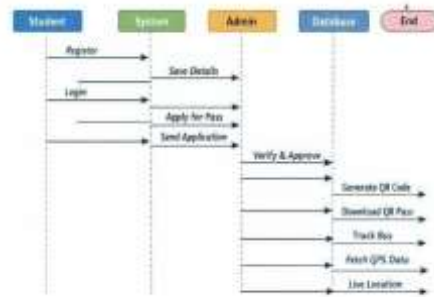 Student
System
Admin
Database
End
Register
Save Details
Login
Apply for Pass
Send Application
Verify & Approve
Generate QR Code
Download QR Pass
Track Bus
Fetch GPS Data
Live Location